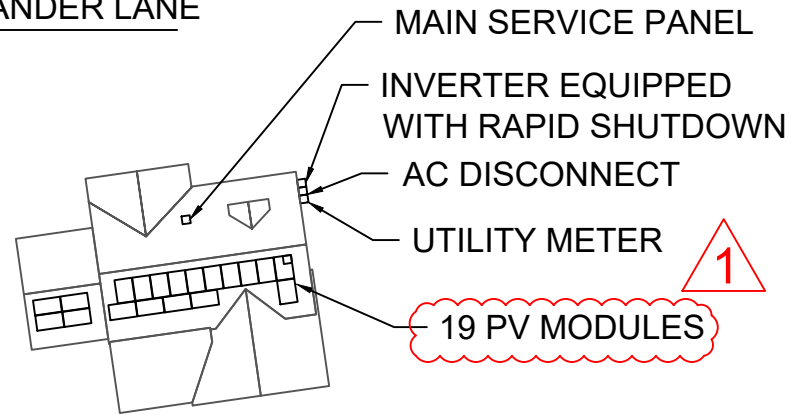 ANDER LANE
MAIN SERVICE PANEL
INVERTER EQUIPPED
WITH RAPID SHUTDOWN
AC DISCONNECT
UTILITY METER
1
19 PV MODULES